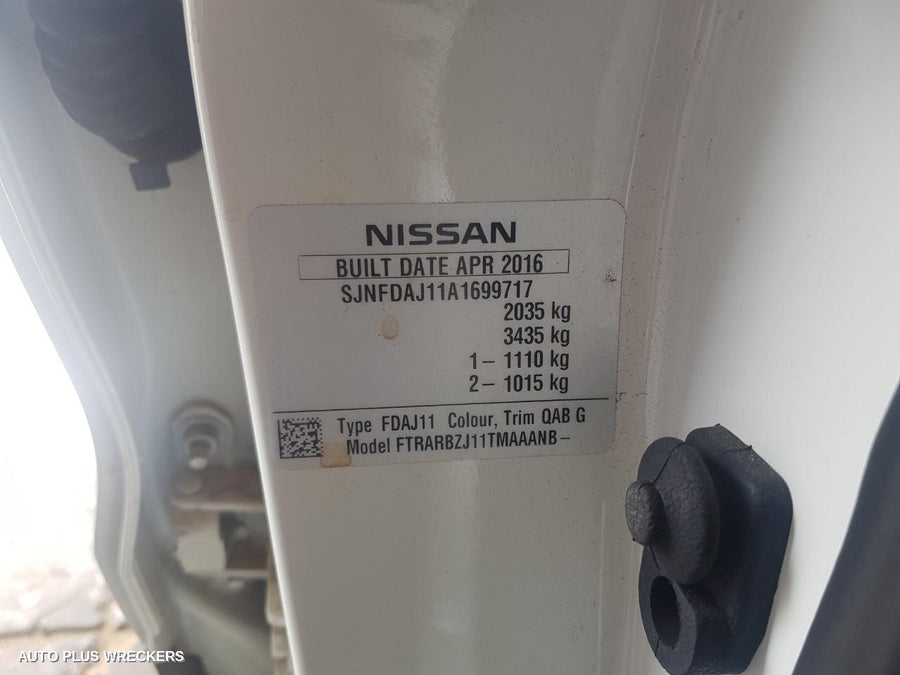 NISSAN
BUILT DATE APR 2016
SJNFDAJ11A1699717
2035 kg
3435 kg
1– 1110 kg
2– 1015 kg
Type FDAJ11 Colour, Trim QAB G
Model FTRARBZJ11TMAAANB –
AUTO PLUS WRECKERS